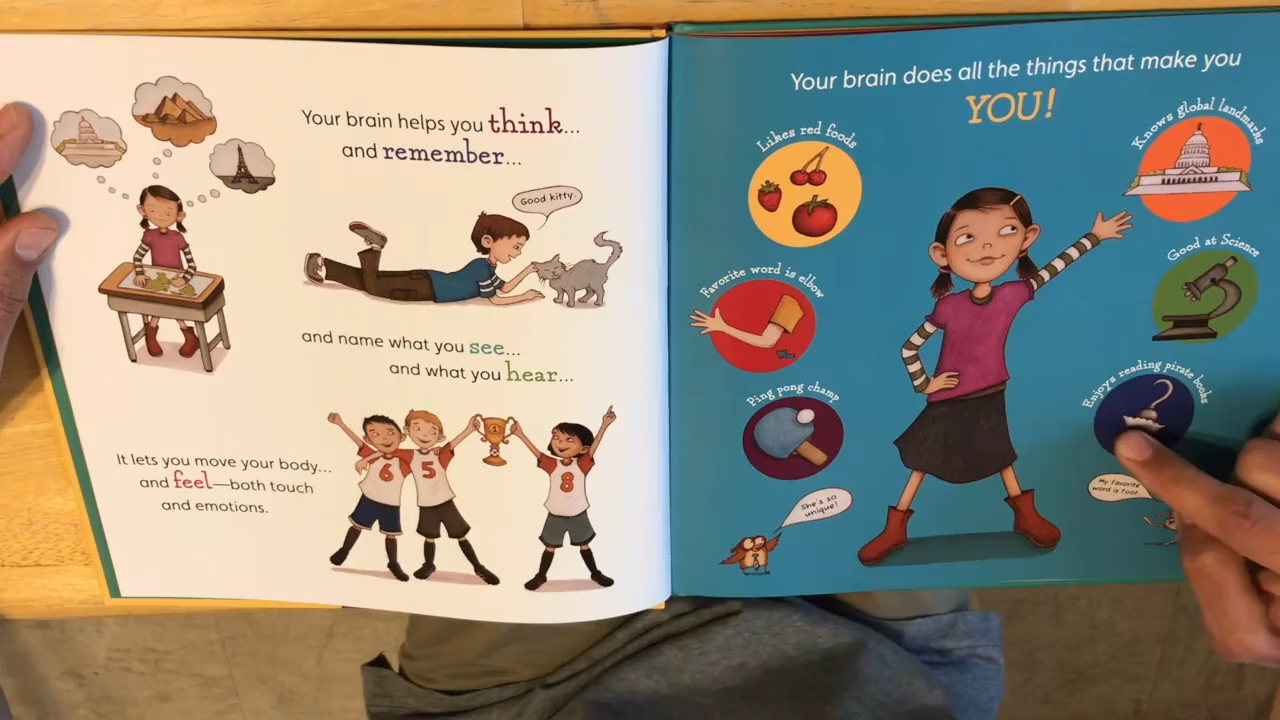 Your brain helps you think...
and remember...
Good kitty.
and name what you see...
and what you hear...
It lets you move your body...
and feel—both touch
and emotions.
6
5
1
8
Your brain does all the things that make you
YOU!
Likes red foods
Knows global landmarks
Favorite word is elbow
Good at Science
Ping pong champ
Enjoys reading pirate books
She's so
unique!
My favorite
word is foot.